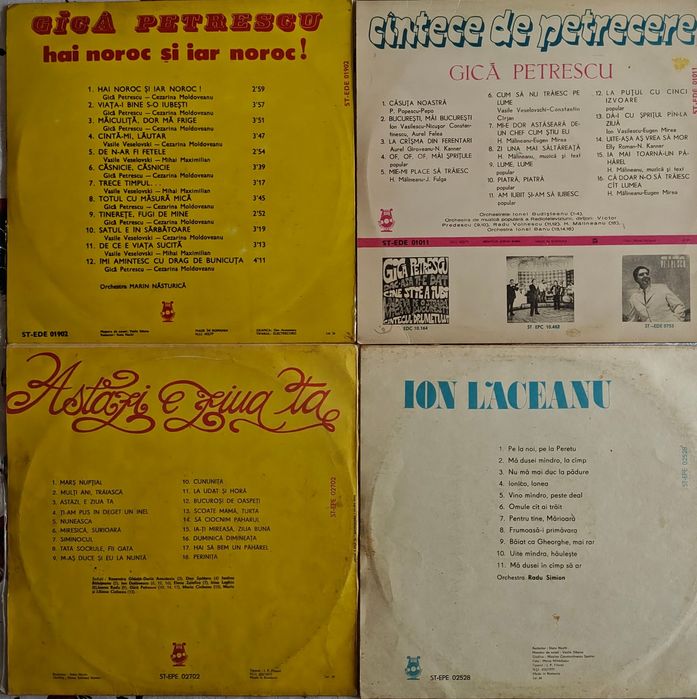 GÍCĂ PETRESCU
hai noroc și iar noroc!
1. HAI NOROC ȘI IAR NOROC! 2'59
Gică Petrescu — Cezarina Moldoveanu
2. VIAȚA-I BINE S-O IUBEȘTI 3'57
Gică Petrescu — Cezarina Moldoveanu
3. MĂICULIȚĂ, DOR MĂ FRIGE 3'51
Gică Petrescu — Cezarina Moldoveanu
4. CÎNTĂ-MI, LĂUTAR 3'47
Vasile Veselovski — Cezarina Moldoveanu
5. DE N-AR FI FETELE 2'54
Vasile Veselovski — Mihai Maximilian
6. CĂSNICIE, CĂSNICIE 3'39
Gică Petrescu — Cezarina Moldoveanu
7. TRECE TIMPUL... 3'17
Vasile Veselovski — Mihai Maximilian
8. TOTUL CU MĂSURĂ MICĂ 3'45
Gică Petrescu — Cezarina Moldoveanu
9. TINEREȚE, FUGI DE MINE 2'52
Gică Petrescu — Cezarina Moldoveanu
10. SATUL E ÎN SĂRBĂTOARE 3'19
Vasile Veselovski — Cezarina Moldoveanu
11. DE CE E VIAȚA SUCITĂ 3'13
Vasile Veselovski — Mihai Maximilian
12. ÎMI AMINTESC CU DRAG DE BUNICUȚA 4'11
Gică Petrescu — Cezarina Moldoveanu
Orchestra MARIN NĂSTURICĂ
ST-EDE 01902
ST-EDE 01902
cîntece de petrecere
GICĂ PETRESCU
1. CĂSUȚA NOASTRĂ
P. Popescu-Papa
2. BUCUREȘTI, MĂI BUCUREȘTI
Ion Vasilescu-Nicușor Constantinescu, Aurel Felea
3. LA CRÎȘMA DIN FERENTARI
Aurel Giroveanu-N. Kanner
4. OF, OF, OF, MĂI ȘPRIȚULE
popular
5. MIE-MI PLACE SĂ TRĂIESC
H. Mălineanu-J. Fulga
6. CUM SĂ NU TRĂIESC PE LUME
Vasile Veselovschi-Constantin Cîrjan
7. MI-E DOR ASTĂSEARĂ DE-UN CHEF CUM ȘTIU EU
H. Mălineanu-Eugen Mirea
8. ZI UNA MAI SĂLTĂREAȚĂ
H. Mălineanu, muzică și text
9. LUME, LUME
popular
10. PIATRĂ, PIATRĂ
popular
11. AM IUBIT ȘI-AM SĂ IUBESC
popular
12. LA PUȚUL CU CINCI IZVOARE
popular
13. DĂ-I CU ȘPRIȚUL PÎN-LA ZIUĂ
Ion Vasilescu-Eugen Mirea
14. UITE-AȘA AȘ VREA SĂ MOR
Elly Roman-N. Kanner
15. IA MAI TOARNĂ-UN PĂHĂREL
H. Mălineanu, muzică și text
16. CĂ DOAR N-O SĂ TRĂIESC CÎT LUMEA
H. Mălineanu-Eugen Mirea
ST-EDE 01011
ST-EDE 01011
GICĂ PETRESCU
EDC 10.164
ST EPC 10.462
ST-EDE 0753
Astăzi e ziua ta
1. MARȘ NUPȚIAL
2. MULȚI ANI, TRĂIASCĂ
3. ASTĂZI, E ZIUA TA
4. ȚI-AM PUS ÎN DEGET UN INEL
5. NUNEASCA
6. MIRESICĂ, SURIOARĂ
7. SIMINOCUL
8. TATĂ SOCRULE, FII GATA
9. M-AȘ DUCE ȘI EU LA NUNTĂ
10. CUNUNIȚA
11. LA UDAT ȘI HORĂ
12. BUCUROȘI DE OASPEȚI
13. SCOATE MAMĂ, ȚUICA
14. SĂ CIOCNIM PAHARUL
15. IA-ȚI MIREASĂ, ZIUA BUNĂ
16. DUMINICĂ DIMINEAȚA
17. HAI SĂ BEM UN PĂHĂREL
18. PERINIȚA
ST-EPE 02702
ST-EPE 02702
ION LĂCEANU
1. Pe la noi, pe la Peretu
2. Mă dusei mîndro, la cîmp
3. Nu mă mai duc la pădure
4. Ionico, Ionea
5. Vino mîndro, peste deal
6. Omule cît ai trăit
7. Pentru tine, Mărioară
8. Frumoasă-i primăvara
9. Băiat ca Gheorghe, mai rar
10. Uite mîndra, hăulește
11. Mă dusei în cîmp să ar
Orchestra Radu Simion
ST-EPE 02528
ST-EPE 02528